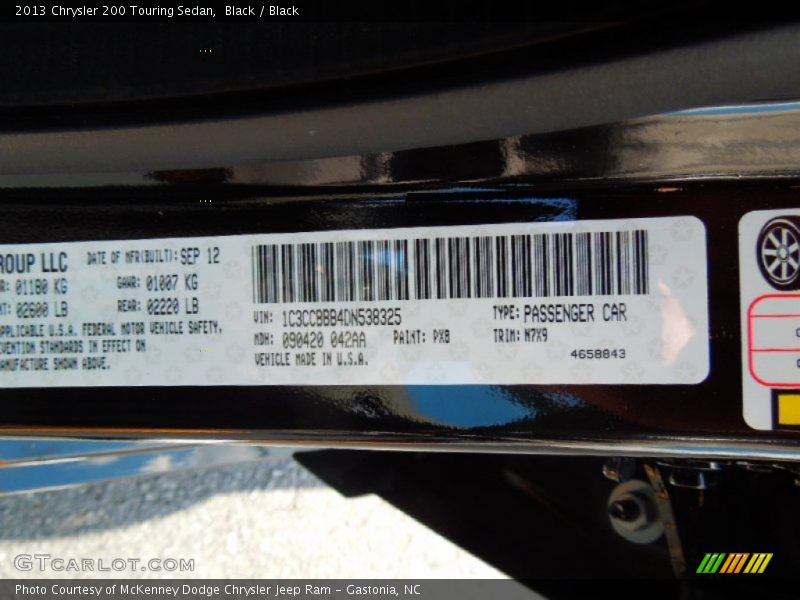 2013 Chrysler 200 Touring Sedan,  Black / Black
ROUP LLC DATE OF MFR(BUILT): SEP 12
R: 01180 KG GAWR: 01007 KG
T: 02600 LB REAR: 02220 LB
APPLICABLE U.S.A. FEDERAL MOTOR VEHICLE SAFETY,
VENTION STANDARDS IN EFFECT ON
ANUFACTURE SHOWN ABOVE.
VIN: 1C3CCBBB4DN538325 TYPE: PASSENGER CAR
MDH: 090420 042AA PAINT: PX8 TRIM: M7X9
VEHICLE MADE IN U.S.A. 4658843
GTCARLOT.COM
Photo Courtesy of McKenney Dodge Chrysler Jeep Ram – Gastonia, NC